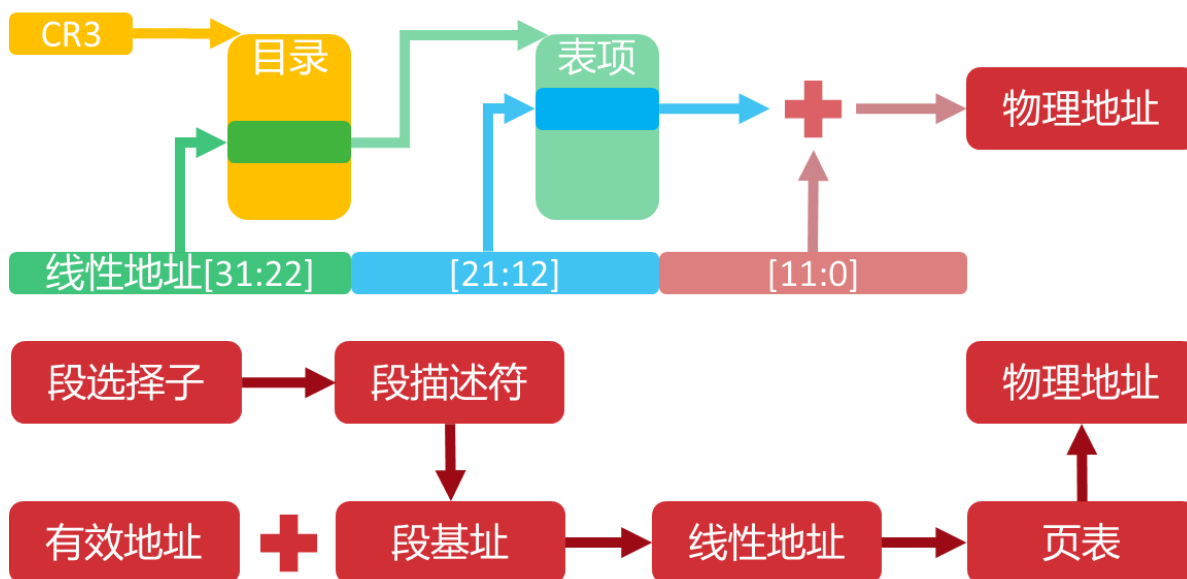 CR3
目录
表项
物理地址
线性地址[31:22]
[21:12]
[11:0]
段选择子
段描述符
物理地址
有效地址
段基址
线性地址
页表